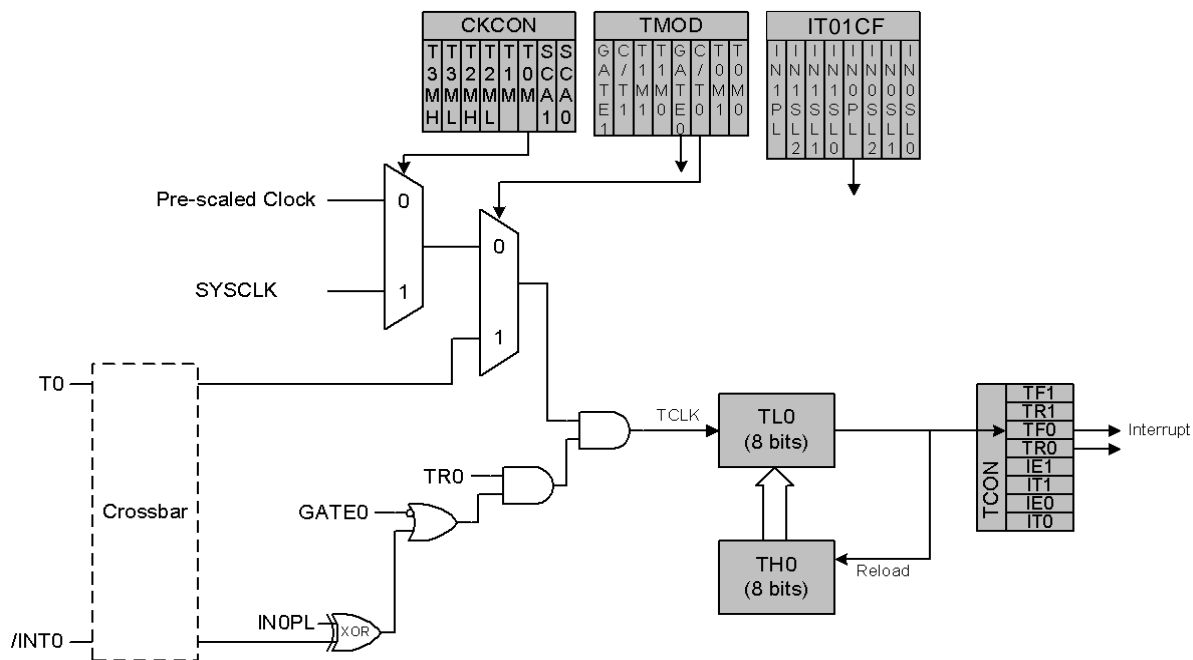 CKCON
T3MH
T3ML
T2MH
T2ML
T1M
T0M
SCA1
SCA0
TMOD
GATE1
C/T1
T1M1
T1M0
GATE0
C/T0
T0M1
T0M0
IT01CF
IN1PL
IN1SL2
IN1SL1
IN1SL0
IN0PL
IN0SL2
IN0SL1
IN0SL0
Pre-scaled Clock
0
SYSCLK
1
0
1
T0
Crossbar
/INT0
TR0
GATE0
IN0PL
XOR
TCLK
TL0
(8 bits)
TH0
(8 bits)
Reload
TCON
TF1
TR1
TF0
TR0
IE1
IT1
IE0
IT0
Interrupt